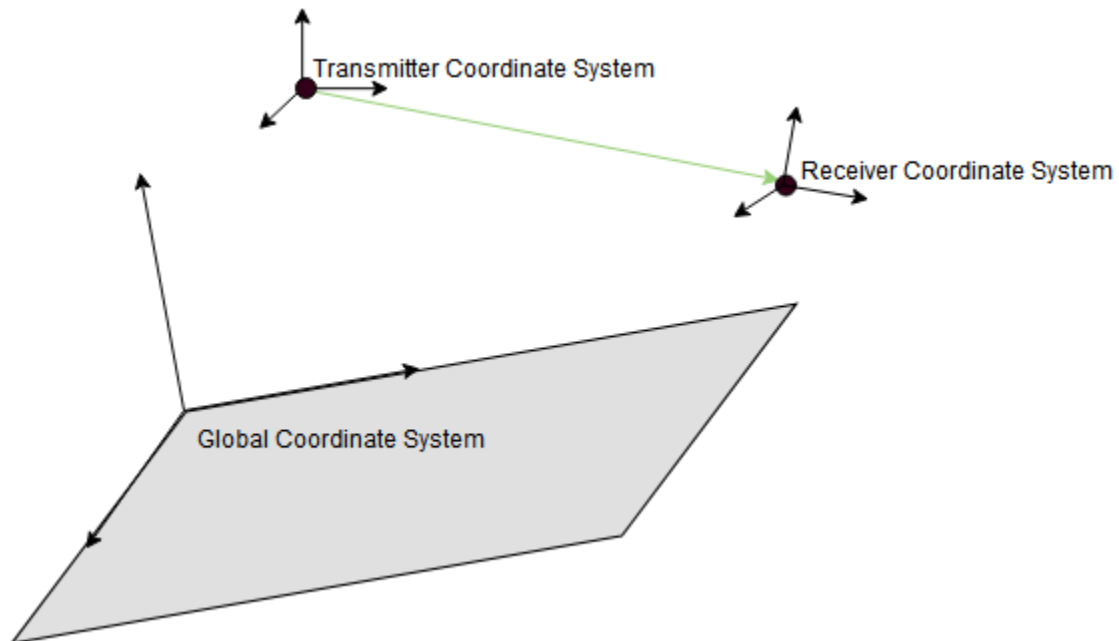 Transmitter Coordinate System
Receiver Coordinate System
Global Coordinate System